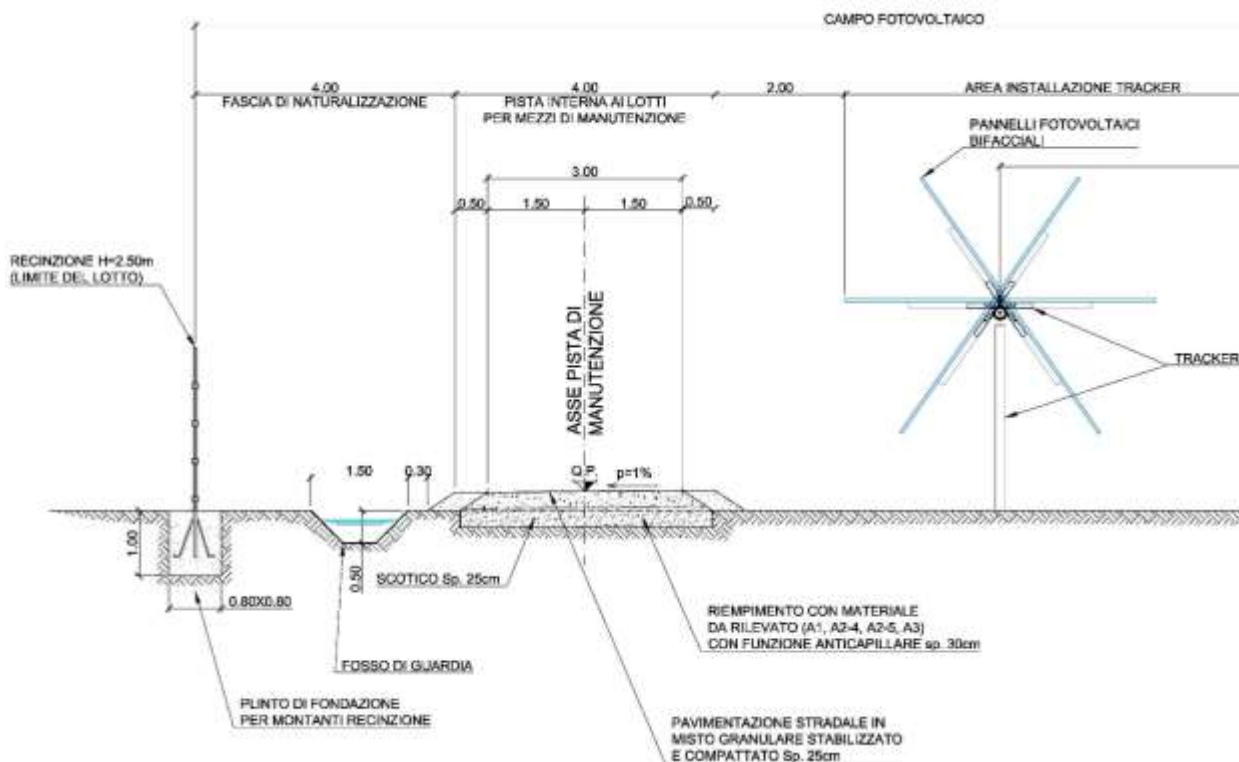 CAMPO FOTOVOLTAICO
4.00
4.00
2.00
FASCIA DI NATURALIZZAZIONE
PISTA INTERNA AI LOTTI
PER MEZZI DI MANUTENZIONE
AREA INSTALLAZIONE TRACKER
PANNELLI FOTOVOLTAICI
BIFACCIALI
3.00
0.50
1.50
1.50
0.50
RECINZIONE H=2.50m
(LIMITE DEL LOTTO)
ASSE PISTA DI
MANUTENZIONE
TRACKER
1.50
0.30
Q.P.
p=1%
1.00
0.50
SCOTICO Sp. 25cm
0.80X0.80
RIEMPIMENTO CON MATERIALE
DA RILEVATO (A1, A2-4, A2-5, A3)
CON FUNZIONE ANTICAPILLARE sp. 30cm
FOSSO DI GUARDIA
PLINTO DI FONDAZIONE
PER MONTANTI RECINZIONE
PAVIMENTAZIONE STRADALE IN
MISTO GRANULARE STABILIZZATO
E COMPATTATO Sp. 25cm